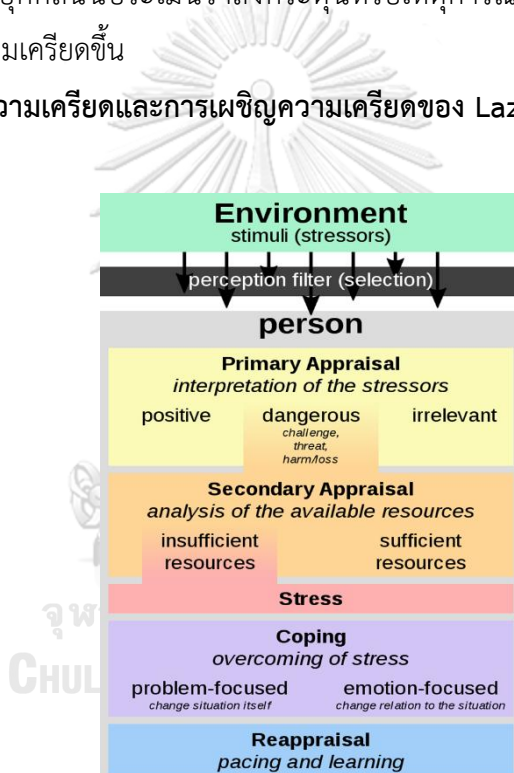 มเครียดขึ้น
วามเครียดและการเผชิญความเครียดของ Laz
Environment
stimuli (stressors)
perception filter (selection)
person
Primary Appraisal
interpretation of the stressors
positive dangerous irrelevant
challenge,
threat,
harm/loss
Secondary Appraisal
analysis of the available resources
insufficient sufficient
resources resources
Stress
Coping
overcoming of stress
problem-focused emotion-focused
change situation itself change relation to the situation
Reappraisal
pacing and learning
จุฬ
CHUL